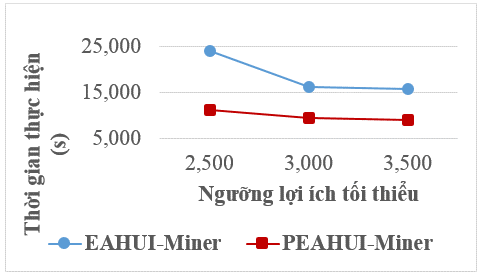 Thời gian thực hiện
(s)
25,000
15,000
5,000
2,500 3,000 3,500
Ngưỡng lợi ích tối thiểu
EAHUI-Miner PEAHUI-Miner